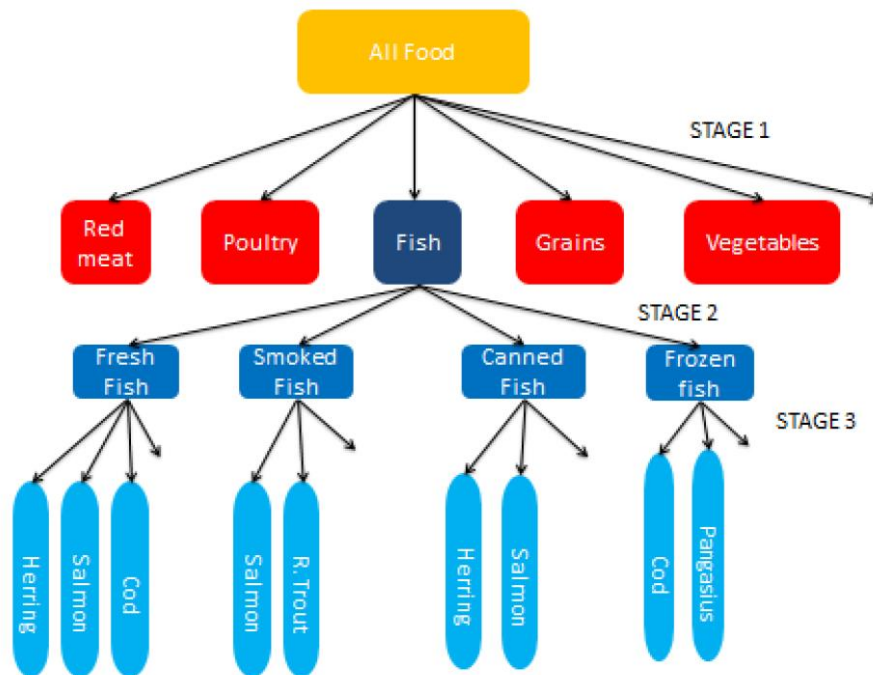 All Food
STAGE 1
Red
meat
Poultry
Fish
Grains
Vegetables
STAGE 2
Fresh
Fish
Smoked
Fish
Canned
Fish
Frozen
fish
STAGE 3
Herring
Salmon
Cod
Salmon
R. Trout
Herring
Salmon
Cod
Pangasius